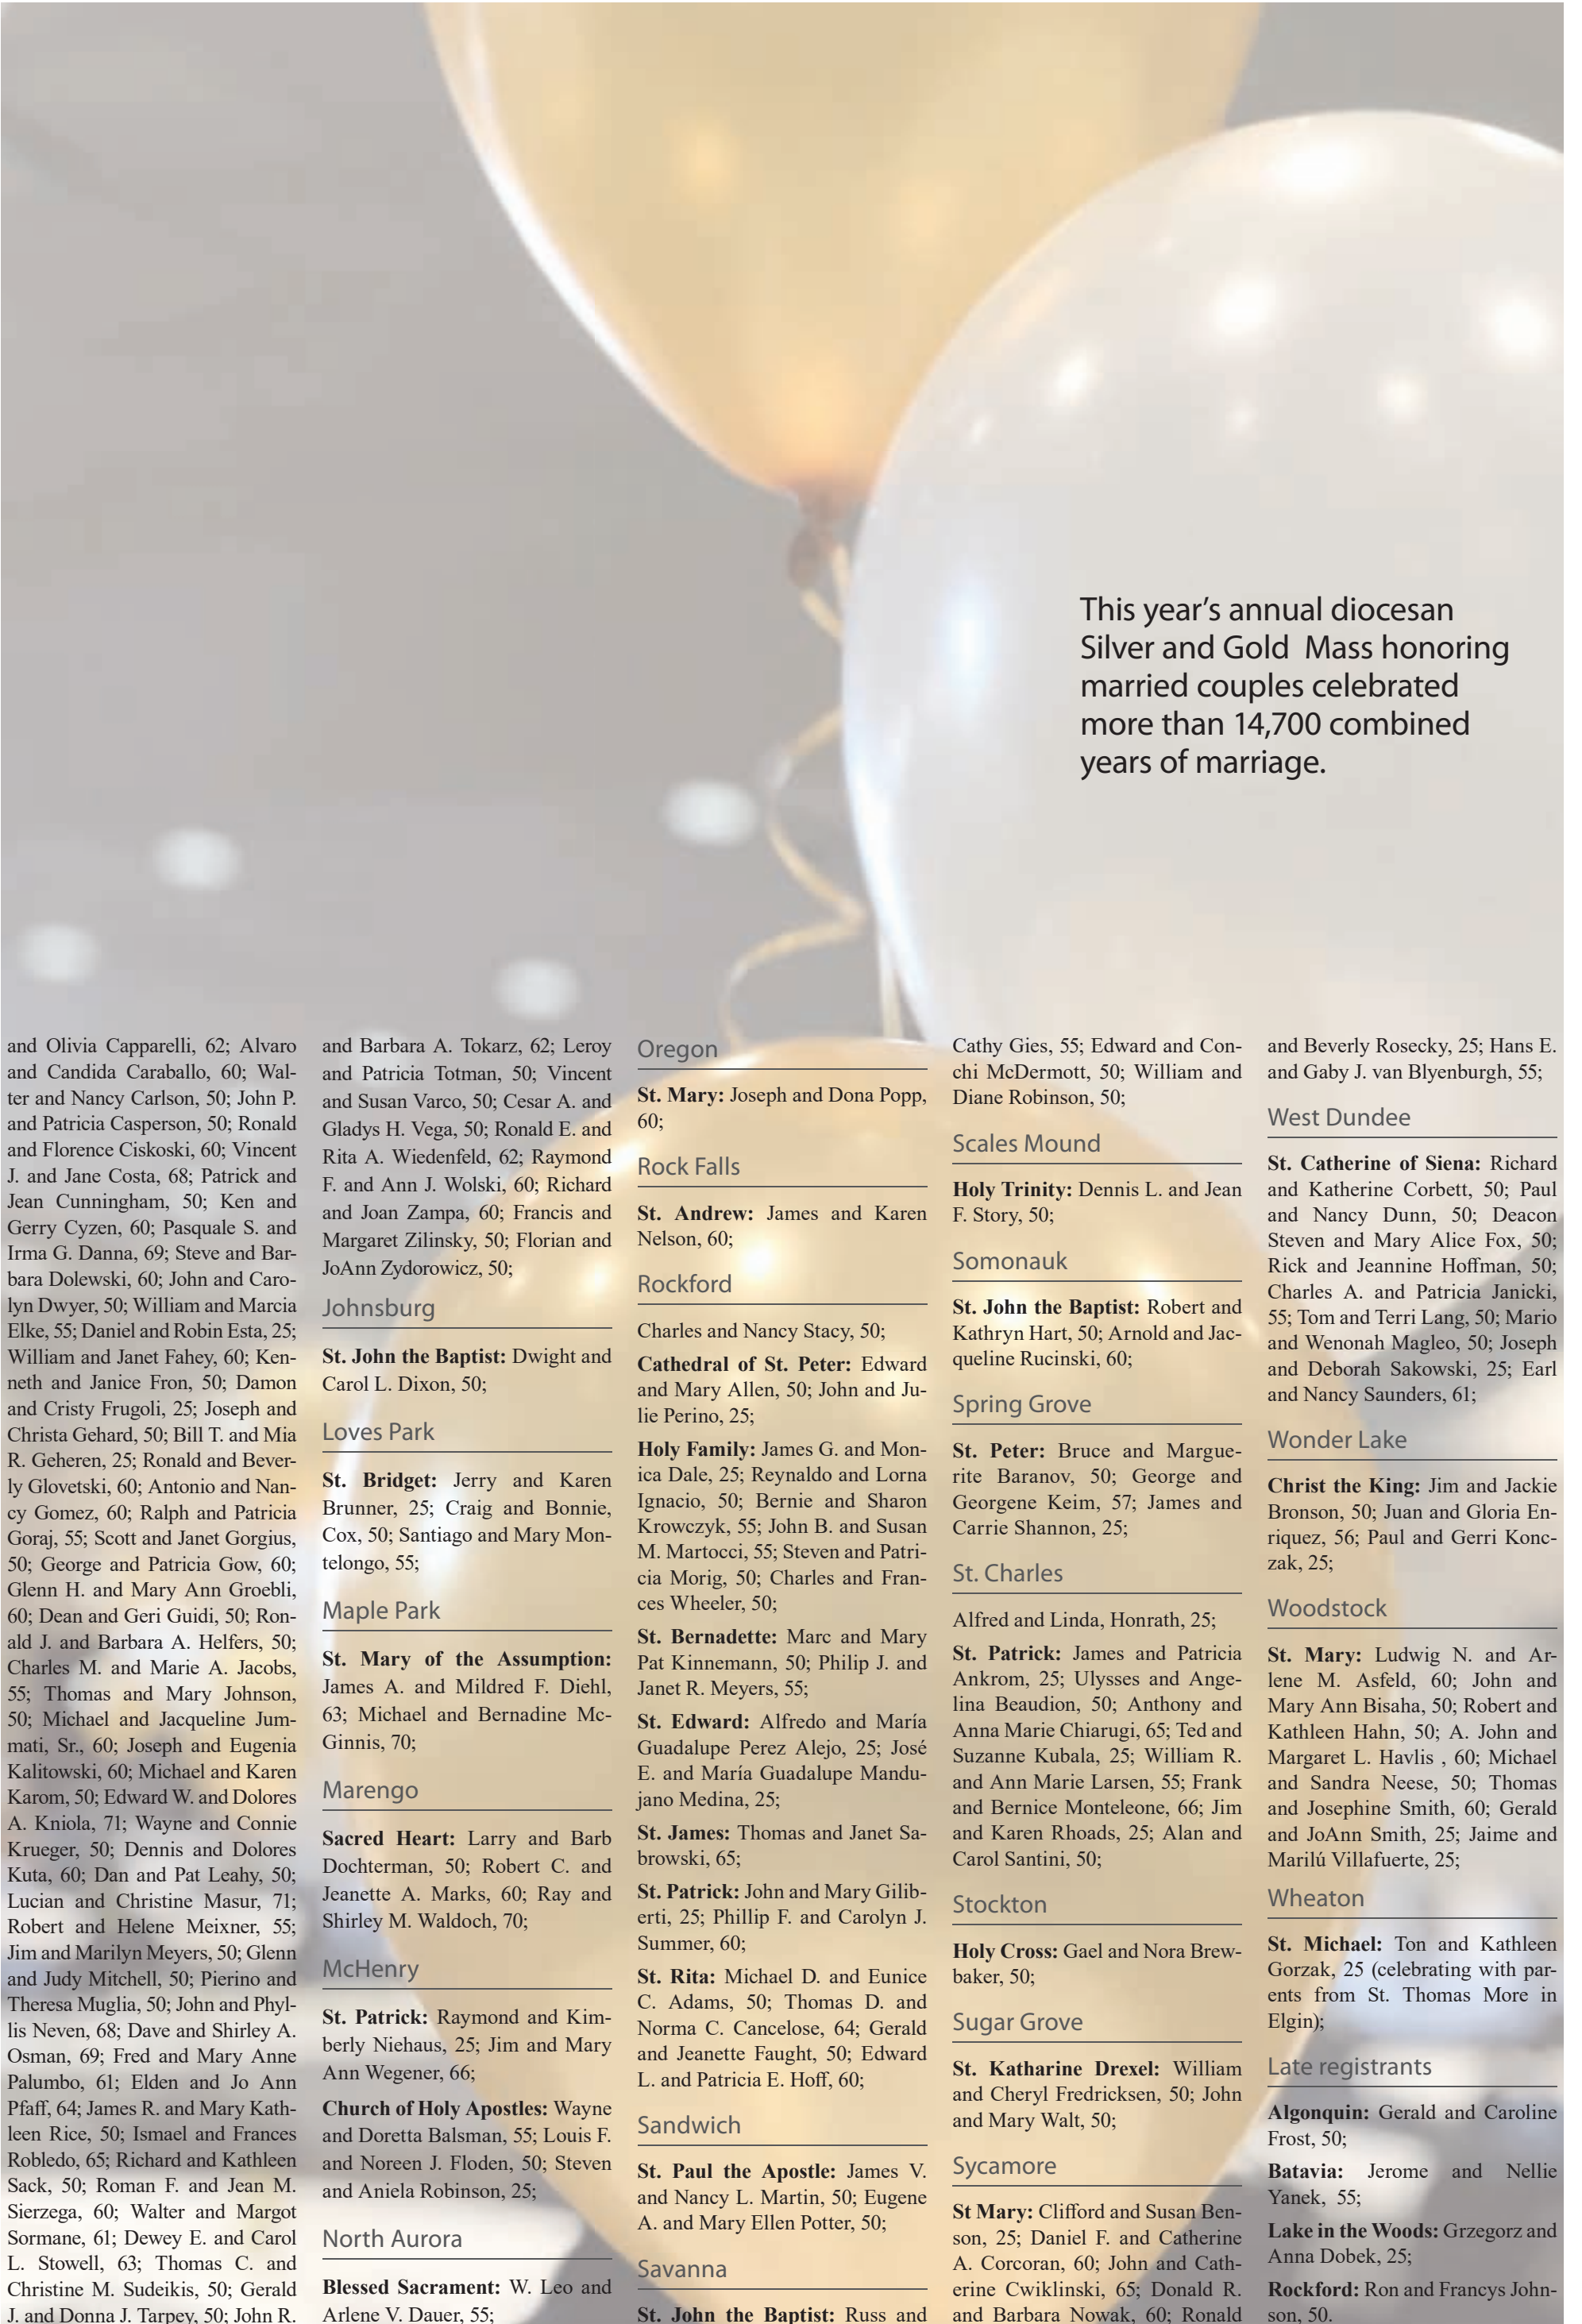 This year’s annual diocesan
Silver and Gold  Mass honoring
married couples celebrated
more than 14,700 combined
years of marriage.
and Olivia Capparelli, 62; Alvaro
and Candida Caraballo, 60; Wal-
ter and Nancy Carlson, 50; John P.
and Patricia Casperson, 50; Ronald
and Florence Ciskoski, 60; Vincent
J. and Jane Costa, 68; Patrick and
Jean Cunningham, 50; Ken and
Gerry Cyzen, 60; Pasquale S. and
Irma G. Danna, 69; Steve and Bar-
bara Dolewski, 60; John and Caro-
lyn Dwyer, 50; William and Marcia
Elke, 55; Daniel and Robin Esta, 25;
William and Janet Fahey, 60; Ken-
neth and Janice Fron, 50; Damon
and Cristy Frugoli, 25; Joseph and
Christa Gehard, 50; Bill T. and Mia
R. Geheren, 25; Ronald and Bever-
ly Glovetski, 60; Antonio and Nan-
cy Gomez, 60; Ralph and Patricia
Goraj, 55; Scott and Janet Gorgius,
50; George and Patricia Gow, 60;
Glenn H. and Mary Ann Groebli,
60; Dean and Geri Guidi, 50; Ron-
ald J. and Barbara A. Helfers, 50;
Charles M. and Marie A. Jacobs,
55; Thomas and Mary Johnson,
50; Michael and Jacqueline Jum-
mati, Sr., 60; Joseph and Eugenia
Kalitowski, 60; Michael and Karen
Karom, 50; Edward W. and Dolores
A. Kniola, 71; Wayne and Connie
Krueger, 50; Dennis and Dolores
Kuta, 60; Dan and Pat Leahy, 50;
Lucian and Christine Masur, 71;
Robert and Helene Meixner, 55;
Jim and Marilyn Meyers, 50; Glenn
and Judy Mitchell, 50; Pierino and
Theresa Muglia, 50; John and Phyl-
lis Neven, 68; Dave and Shirley A.
Osman, 69; Fred and Mary Anne
Palumbo, 61; Elden and Jo Ann
Pfaff, 64; James R. and Mary Kath-
leen Rice, 50; Ismael and Frances
Robledo, 65; Richard and Kathleen
Sack, 50; Roman F. and Jean M.
Sierzega, 60; Walter and Margot
Sormane, 61; Dewey E. and Carol
L. Stowell, 63; Thomas C. and
Christine M. Sudeikis, 50; Gerald
J. and Donna J. Tarpey, 50; John R.
and Barbara A. Tokarz, 62; Leroy
and Patricia Totman, 50; Vincent
and Susan Varco, 50; Cesar A. and
Gladys H. Vega, 50; Ronald E. and
Rita A. Wiedenfeld, 62; Raymond
F. and Ann J. Wolski, 60; Richard
and Joan Zampa, 60; Francis and
Margaret Zilinsky, 50; Florian and
JoAnn Zydorowicz, 50;
Johnsburg
St. John the Baptist: Dwight and
Carol L. Dixon, 50;
Loves Park
St. Bridget: Jerry and Karen
Brunner, 25; Craig and Bonnie,
Cox, 50; Santiago and Mary Mon-
telongo, 55;
Maple Park
St. Mary of the Assumption:
James A. and Mildred F. Diehl,
63; Michael and Bernadine Mc-
Ginnis, 70;
Marengo
Sacred Heart: Larry and Barb
Dochterman, 50; Robert C. and
Jeanette A. Marks, 60; Ray and
Shirley M. Waldoch, 70;
McHenry
St. Patrick: Raymond and Kim-
berly Niehaus, 25; Jim and Mary
Ann Wegener, 66;
Church of Holy Apostles: Wayne
and Doretta Balsman, 55; Louis F.
and Noreen J. Floden, 50; Steven
and Aniela Robinson, 25;
North Aurora
Blessed Sacrament: W. Leo and
Arlene V. Dauer, 55;
Oregon
St. Mary: Joseph and Dona Popp,
60;
Rock Falls
St. Andrew: James and Karen
Nelson, 60;
Rockford
Charles and Nancy Stacy, 50;
Cathedral of St. Peter: Edward
and Mary Allen, 50; John and Ju-
lie Perino, 25;
Holy Family: James G. and Mon-
ica Dale, 25; Reynaldo and Lorna
Ignacio, 50; Bernie and Sharon
Krowczyk, 55; John B. and Susan
M. Martocci, 55; Steven and Patri-
cia Morig, 50; Charles and Fran-
ces Wheeler, 50;
St. Bernadette: Marc and Mary
Pat Kinnemann, 50; Philip J. and
Janet R. Meyers, 55;
St. Edward: Alfredo and María
Guadalupe Perez Alejo, 25; José
E. and María Guadalupe Mandu-
jano Medina, 25;
St. James: Thomas and Janet Sa-
browski, 65;
St. Patrick: John and Mary Gilib-
erti, 25; Phillip F. and Carolyn J.
Summer, 60;
St. Rita: Michael D. and Eunice
C. Adams, 50; Thomas D. and
Norma C. Cancelose, 64; Gerald
and Jeanette Faught, 50; Edward
L. and Patricia E. Hoff, 60;
Sandwich
St. Paul the Apostle: James V.
and Nancy L. Martin, 50; Eugene
A. and Mary Ellen Potter, 50;
Savanna
St. John the Baptist: Russ and
Cathy Gies, 55; Edward and Con-
chi McDermott, 50; William and
Diane Robinson, 50;
Scales Mound
Holy Trinity: Dennis L. and Jean
F. Story, 50;
Somonauk
St. John the Baptist: Robert and
Kathryn Hart, 50; Arnold and Jac-
queline Rucinski, 60;
Spring Grove
St. Peter: Bruce and Margue-
rite Baranov, 50; George and
Georgene Keim, 57; James and
Carrie Shannon, 25;
St. Charles
Alfred and Linda, Honrath, 25;
St. Patrick: James and Patricia
Ankrom, 25; Ulysses and Ange-
lina Beaudion, 50; Anthony and
Anna Marie Chiarugi, 65; Ted and
Suzanne Kubala, 25; William R.
and Ann Marie Larsen, 55; Frank
and Bernice Monteleone, 66; Jim
and Karen Rhoads, 25; Alan and
Carol Santini, 50;
Stockton
Holy Cross: Gael and Nora Brew-
baker, 50;
Sugar Grove
St. Katharine Drexel: William
and Cheryl Fredricksen, 50; John
and Mary Walt, 50;
Sycamore
St Mary: Clifford and Susan Ben-
son, 25; Daniel F. and Catherine
A. Corcoran, 60; John and Cath-
erine Cwiklinski, 65; Donald R.
and Barbara Nowak, 60; Ronald
and Beverly Rosecky, 25; Hans E.
and Gaby J. van Blyenburgh, 55;
West Dundee
St. Catherine of Siena: Richard
and Katherine Corbett, 50; Paul
and Nancy Dunn, 50; Deacon
Steven and Mary Alice Fox, 50;
Rick and Jeannine Hoffman, 50;
Charles A. and Patricia Janicki,
55; Tom and Terri Lang, 50; Mario
and Wenonah Magleo, 50; Joseph
and Deborah Sakowski, 25; Earl
and Nancy Saunders, 61;
Wonder Lake
Christ the King: Jim and Jackie
Bronson, 50; Juan and Gloria En-
riquez, 56; Paul and Gerri Konc-
zak, 25;
Woodstock
St. Mary: Ludwig N. and Ar-
lene M. Asfeld, 60; John and
Mary Ann Bisaha, 50; Robert and
Kathleen Hahn, 50; A. John and
Margaret L. Havlis , 60; Michael
and Sandra Neese, 50; Thomas
and Josephine Smith, 60; Gerald
and JoAnn Smith, 25; Jaime and
Marilú Villafuerte, 25;
Wheaton
St. Michael: Ton and Kathleen
Gorzak, 25 (celebrating with par-
ents from St. Thomas More in
Elgin);
Late registrants
Algonquin: Gerald and Caroline
Frost, 50;
Batavia: Jerome and Nellie
Yanek, 55;
Lake in the Woods: Grzegorz and
Anna Dobek, 25;
Rockford: Ron and Francys John-
son, 50.